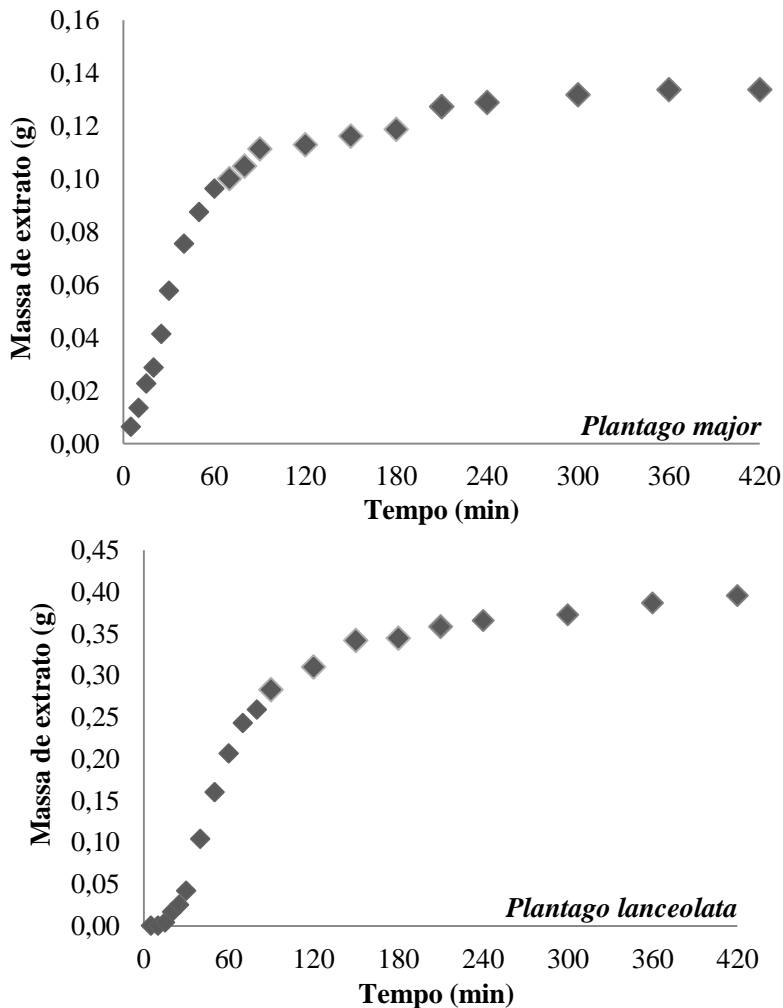 0,16
0,14
0,12
0,10
0,08
0,06
0,04
0,02
0,00
Massa de extrato (g)
Plantago major
0 60 120 180 240 300 360 420
Tempo (min)
0,45
0,40
0,35
0,30
0,25
0,20
0,15
0,10
0,05
0,00
Massa de extrato (g)
Plantago lanceolata
0 60 120 180 240 300 360 420
Tempo (min)